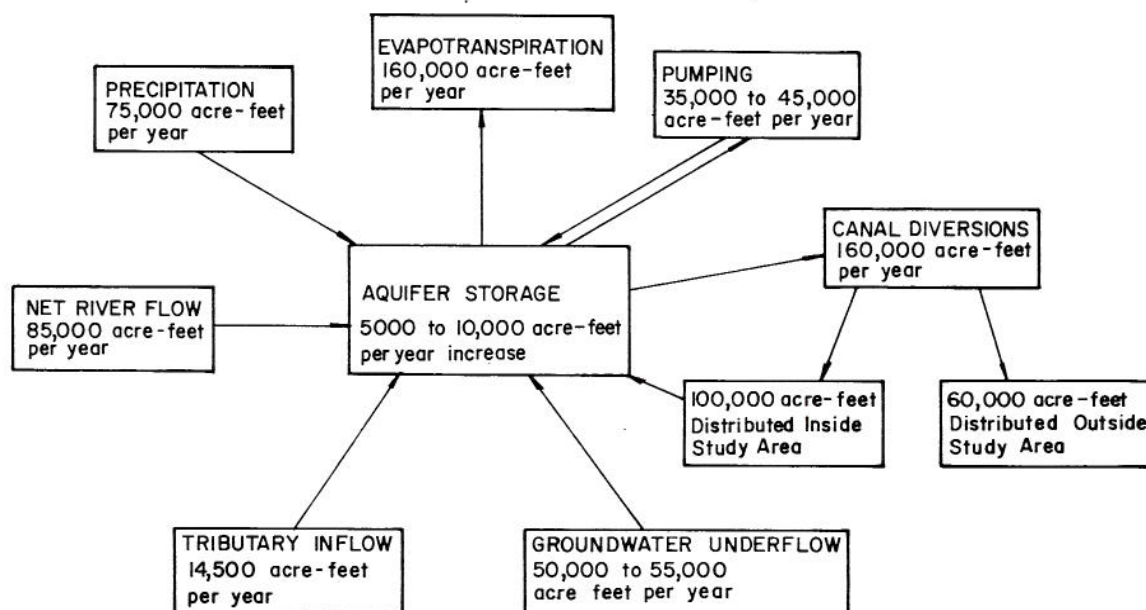 EVAPOTRANSPIRATION
160,000 acre-feet
per year
PRECIPITATION
75,000 acre-feet
per year
PUMPING
35,000 to 45,000
acre-feet per year
CANAL DIVERSIONS
160,000 acre-feet
per year
AQUIFER STORAGE
5000 to 10,000 acre-feet
per year increase
NET RIVER FLOW
85,000 acre-feet
per year
100,000 acre-feet
Distributed Inside
Study Area
60,000 acre-feet
Distributed Outside
Study Area
TRIBUTARY INFLOW
14,500 acre-feet
per year
GROUNDWATER UNDERFLOW
50,000 to 55,000
acre feet per year